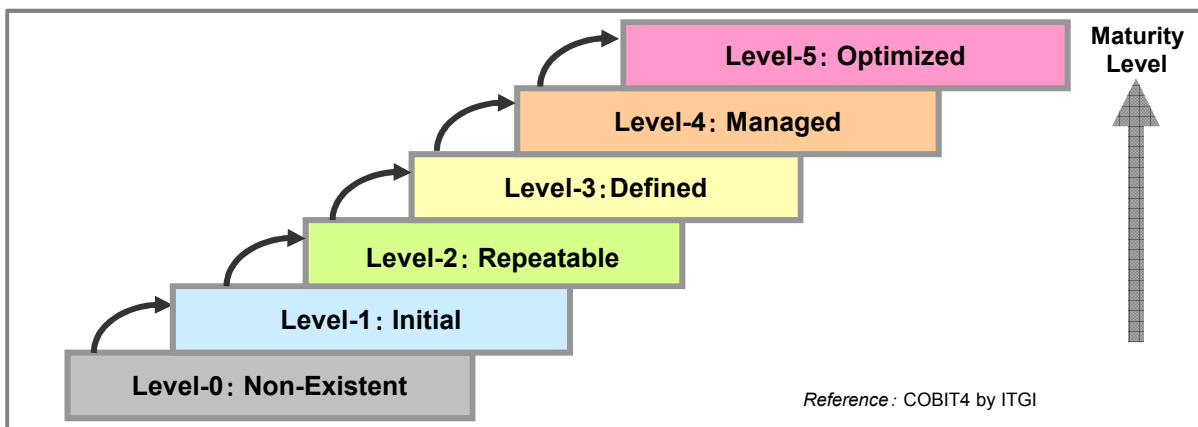 Level-5: Optimized
Maturity
Level
Level-4: Managed
Level-3:Defined
Level-2: Repeatable
Level-1: Initial
Level-0: Non-Existent
Reference: COBIT4 by ITGI